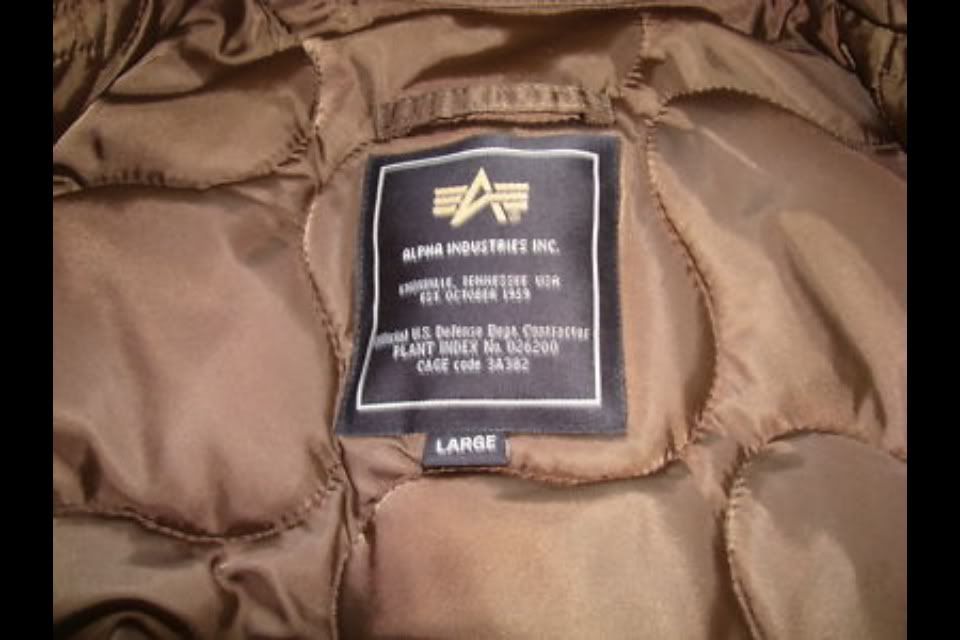 ALPHA INDUSTRIES INC.
KNOXVILLE, TENNESSEE USA
EST. OCTOBER 1959
Official U.S. Defense Dept. Contractor
PLANT INDEX No. 026200
CAGE code 3A382
LARGE